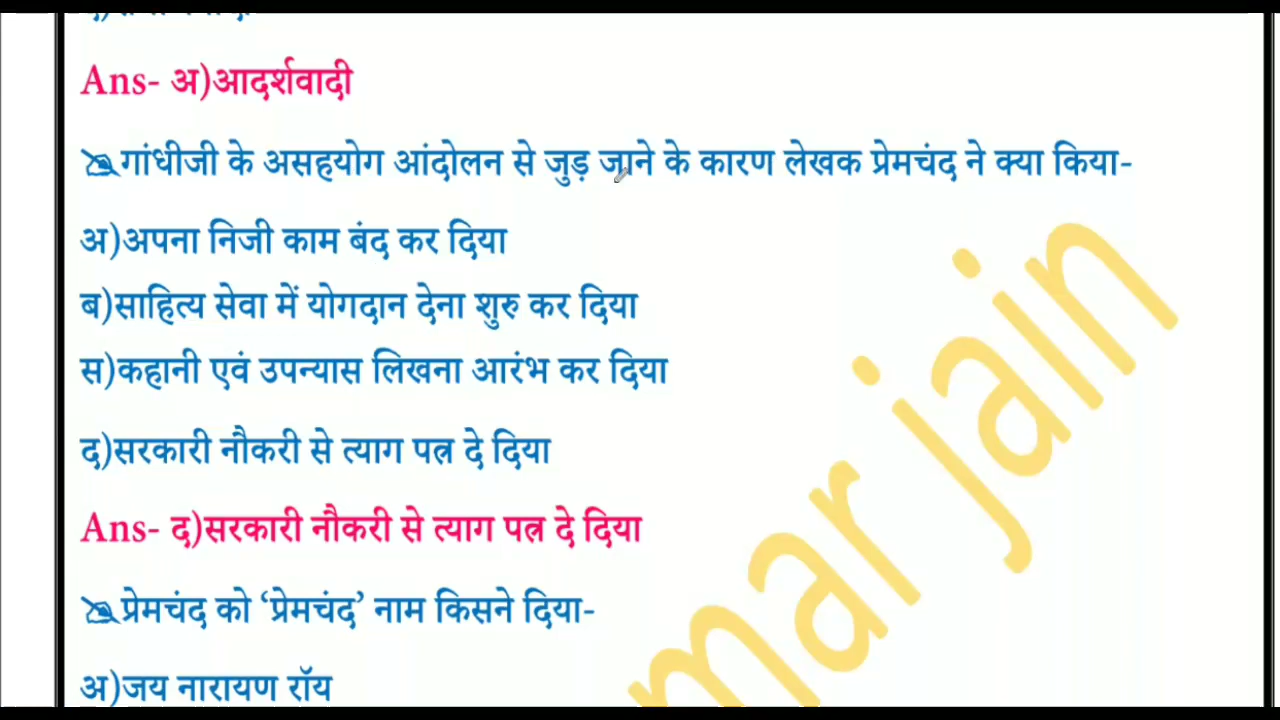 Ans- अ)आदर्शवादी
गांधीजी के असहयोग आंदोलन से जुड़ जाने के कारण लेखक प्रेमचंद ने क्या किया-
अ)अपना निजी काम बंद कर दिया
ब)साहित्य सेवा में योगदान देना शुरु कर दिया
स)कहानी एवं उपन्यास लिखना आरंभ कर दिया
द)सरकारी नौकरी से त्याग पत्र दे दिया
Ans- द)सरकारी नौकरी से त्याग पत्र दे दिया
प्रेमचंद को ‘प्रेमचंद’ नाम किसने दिया-
अ)जय नारायण रॉय
mar jain